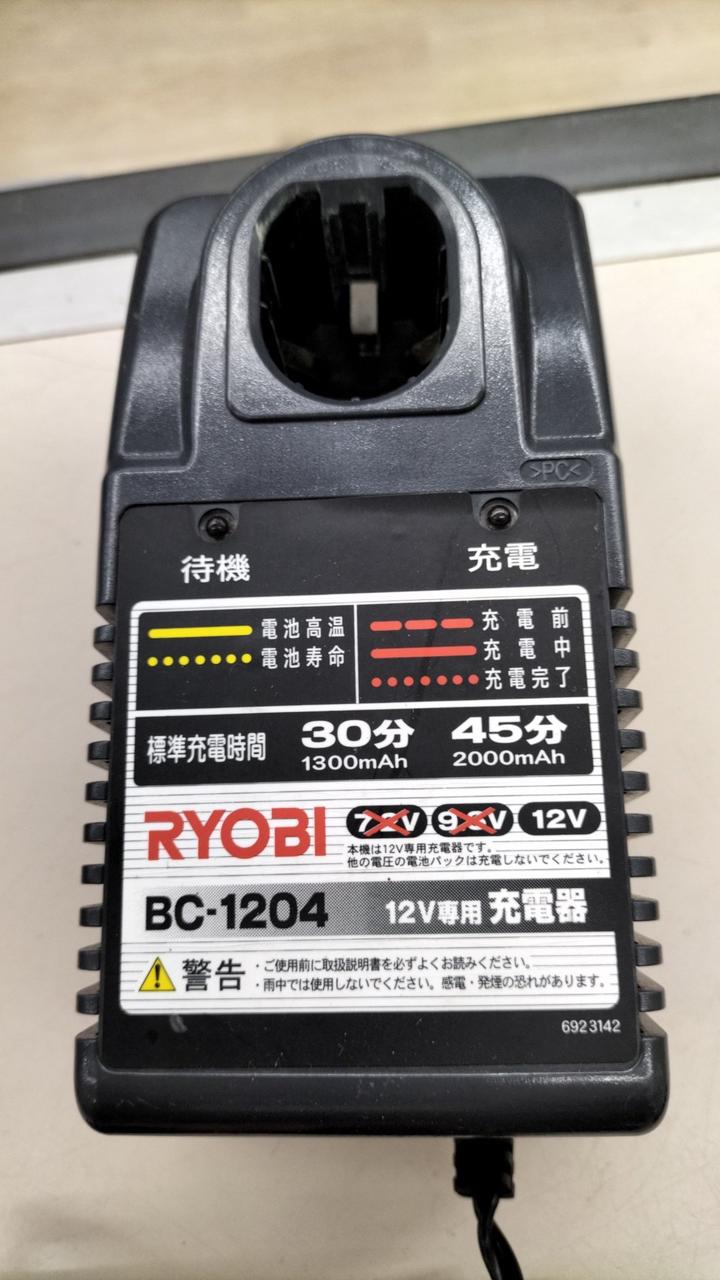 >PC<
待機 充電
電池高温
電池寿命
充電前
充電中
充電完了
標準充電時間 30分 45分
1300mAh 2000mAh
RYOBI 7.2V 9.6V 12V
本機は12V専用充電器です。
他の電圧の電池パックは充電しないでください。
BC-1204 12V専用 充電器
警告 ・ご使用前に取扱説明書を必ずよくお読みください。
・雨中では使用しないでください。感電・発煙の恐れがあります。
6923142